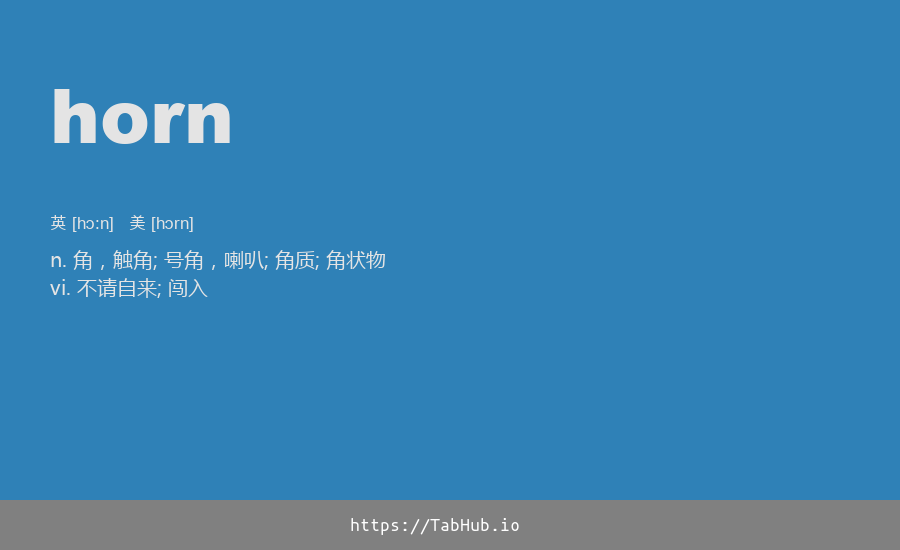 horn
英 [hɔːn] 美 [hɔrn]
n. 角，触角; 号角，喇叭; 角质; 角状物
vi. 不请自来; 闯入
https://TabHub.io